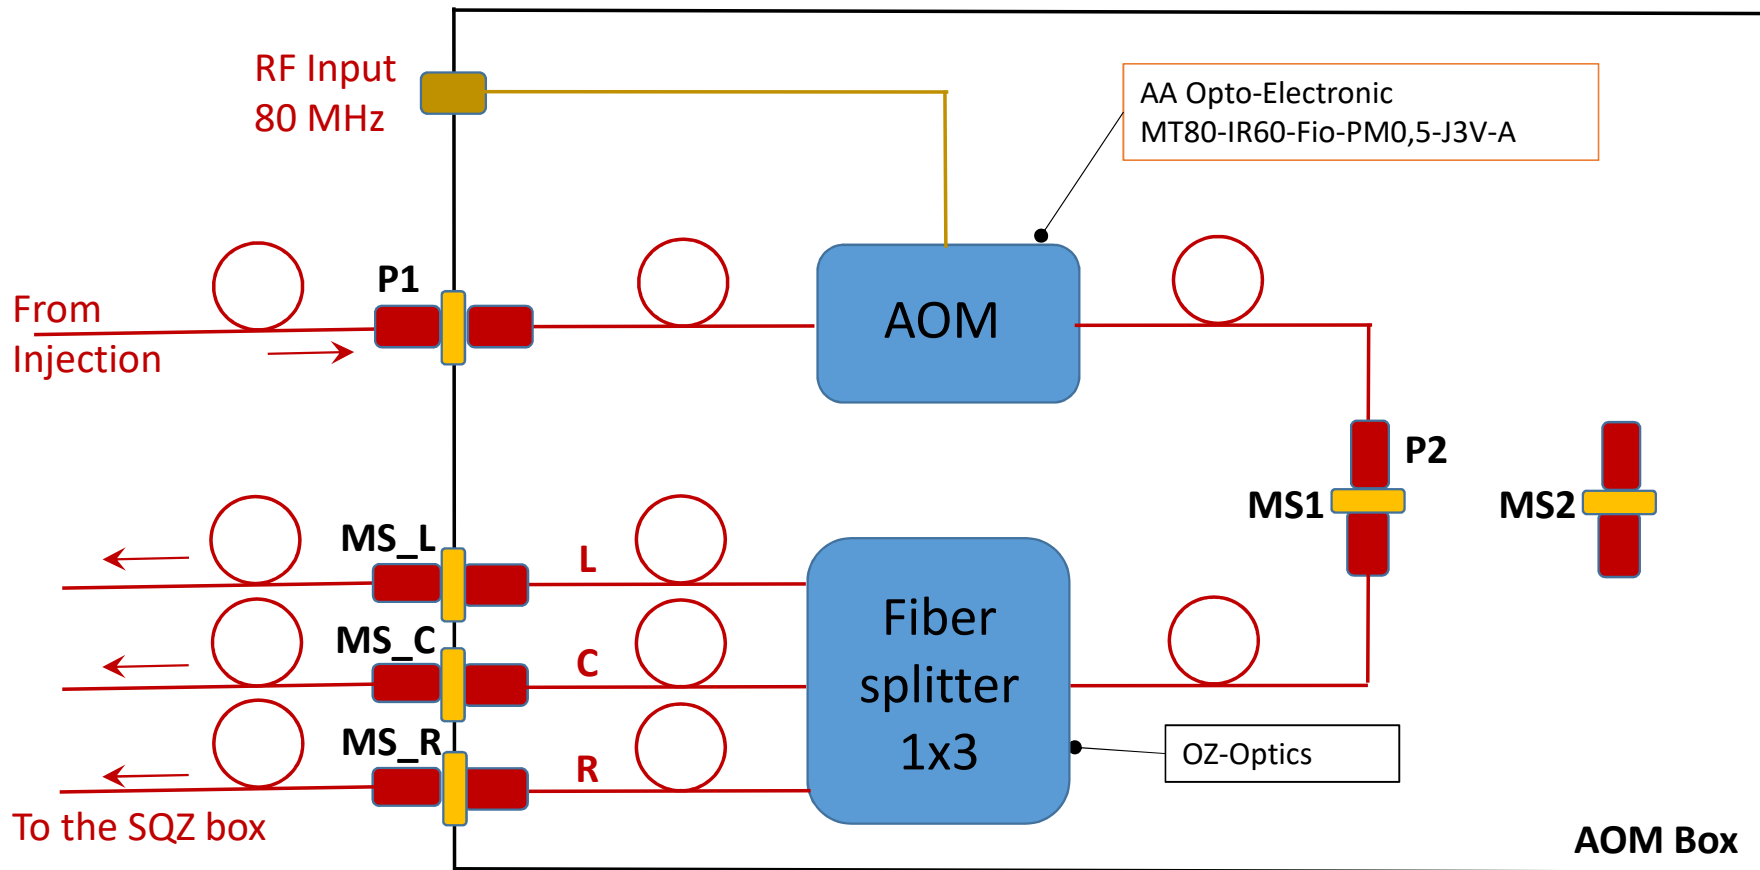 RF Input
80 MHz
AA Opto-Electronic
MT80-IR60-Fio-PM0,5-J3V-A
P1
From
Injection
AOM
P2
MS1
MS2
MS_L
L
MS_C
C
MS_R
R
Fiber
splitter
1x3
OZ-Optics
To the SQZ box
AOM Box